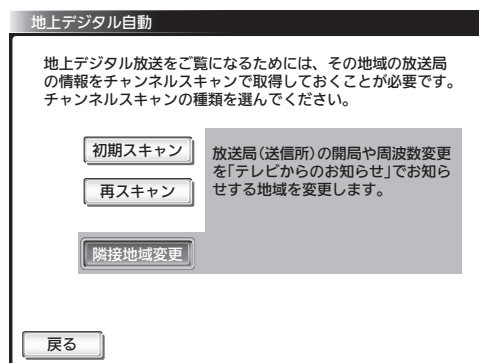 地上デジタル自動
地上デジタル放送をご覧になるためには、その地域の放送局
の情報をチャンネルスキャンで取得しておくことが必要です。
チャンネルスキャンの種類を選んでください。
初期スキャン
再スキャン
隣接地域変更
放送局（送信所）の開局や周波数変更
を「テレビからのお知らせ」でお知ら
せする地域を変更します。
戻る